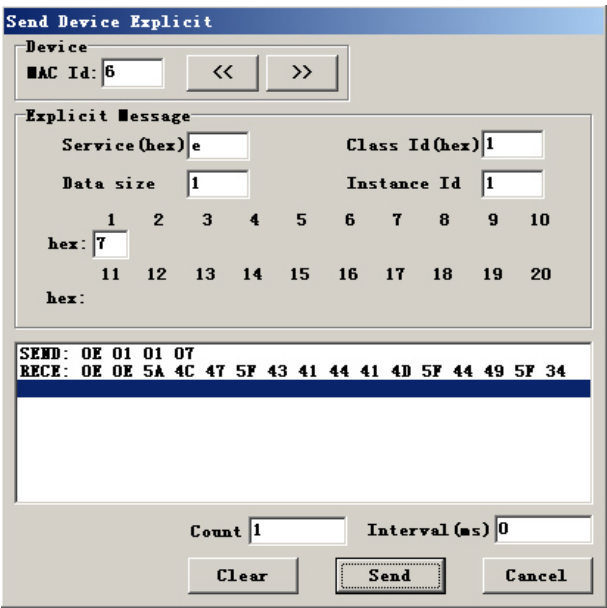 Send Device Explicit
Device
MAC Id: 6 << >>
Explicit Message
Service(hex) e Class Id(hex) 1
Data size 1 Instance Id 1
1 2 3 4 5 6 7 8 9 10
hex: 7
11 12 13 14 15 16 17 18 19 20
hex:
SEND: 0E 01 01 07
RECE: 0E 0E 5A 4C 47 5F 43 41 44 41 4D 5F 44 49 5F 34
Count 1 Interval(ms) 0
Clear Send Cancel